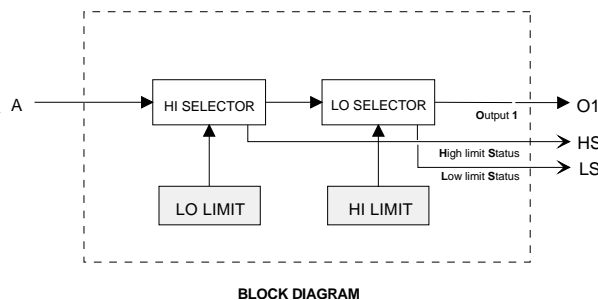 A
HI SELECTOR
LO SELECTOR
Output 1
O1
High limit Status
HS
Low limit Status
LS
LO LIMIT
HI LIMIT
BLOCK DIAGRAM